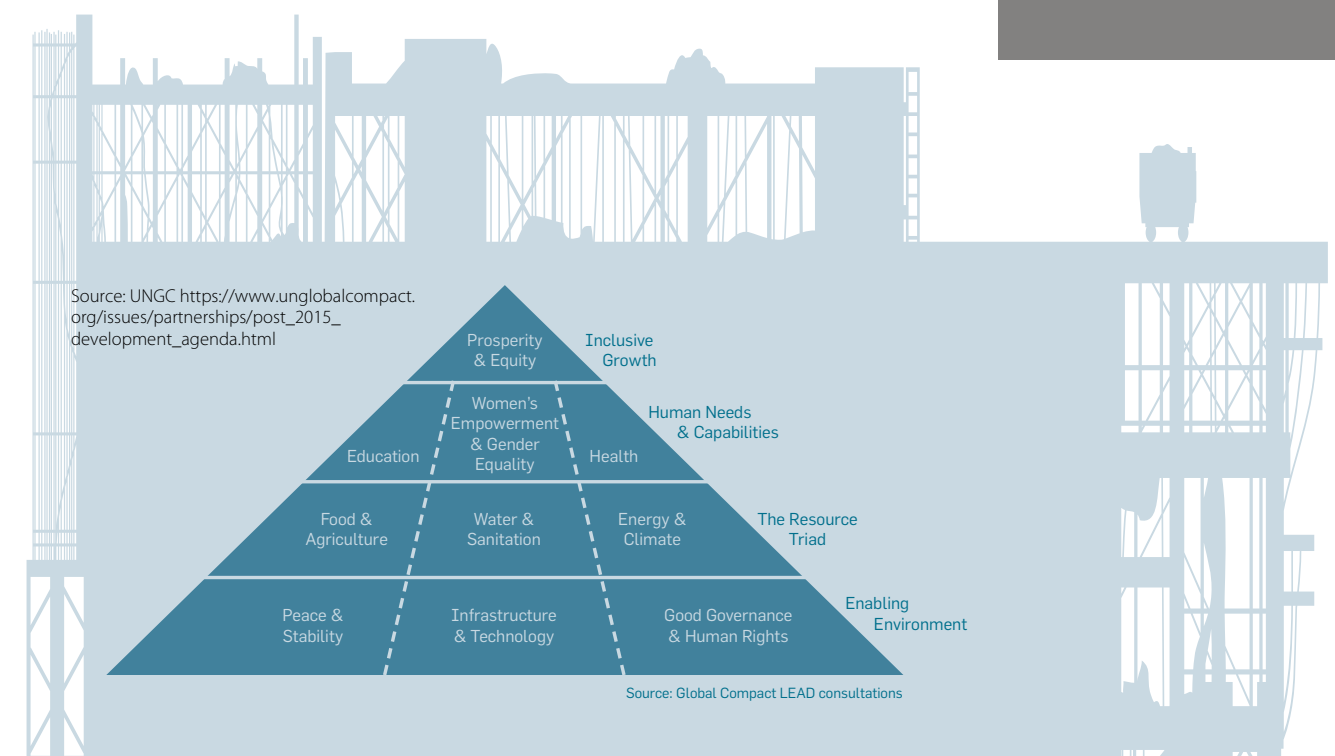 Source: UNGC https://www.unglobalcompact.
org/issues/partnerships/post_2015_
development_agenda.html
Prosperity
& Equity
Inclusive
Growth
Women's
Empowerment
& Gender
Equality
Education
Health
Human Needs
& Capabilities
Food &
Agriculture
Water &
Sanitation
Energy &
Climate
The Resource
Triad
Peace &
Stability
Infrastructure
& Technology
Good Governance
& Human Rights
Enabling
Environment
Source: Global Compact LEAD consultations